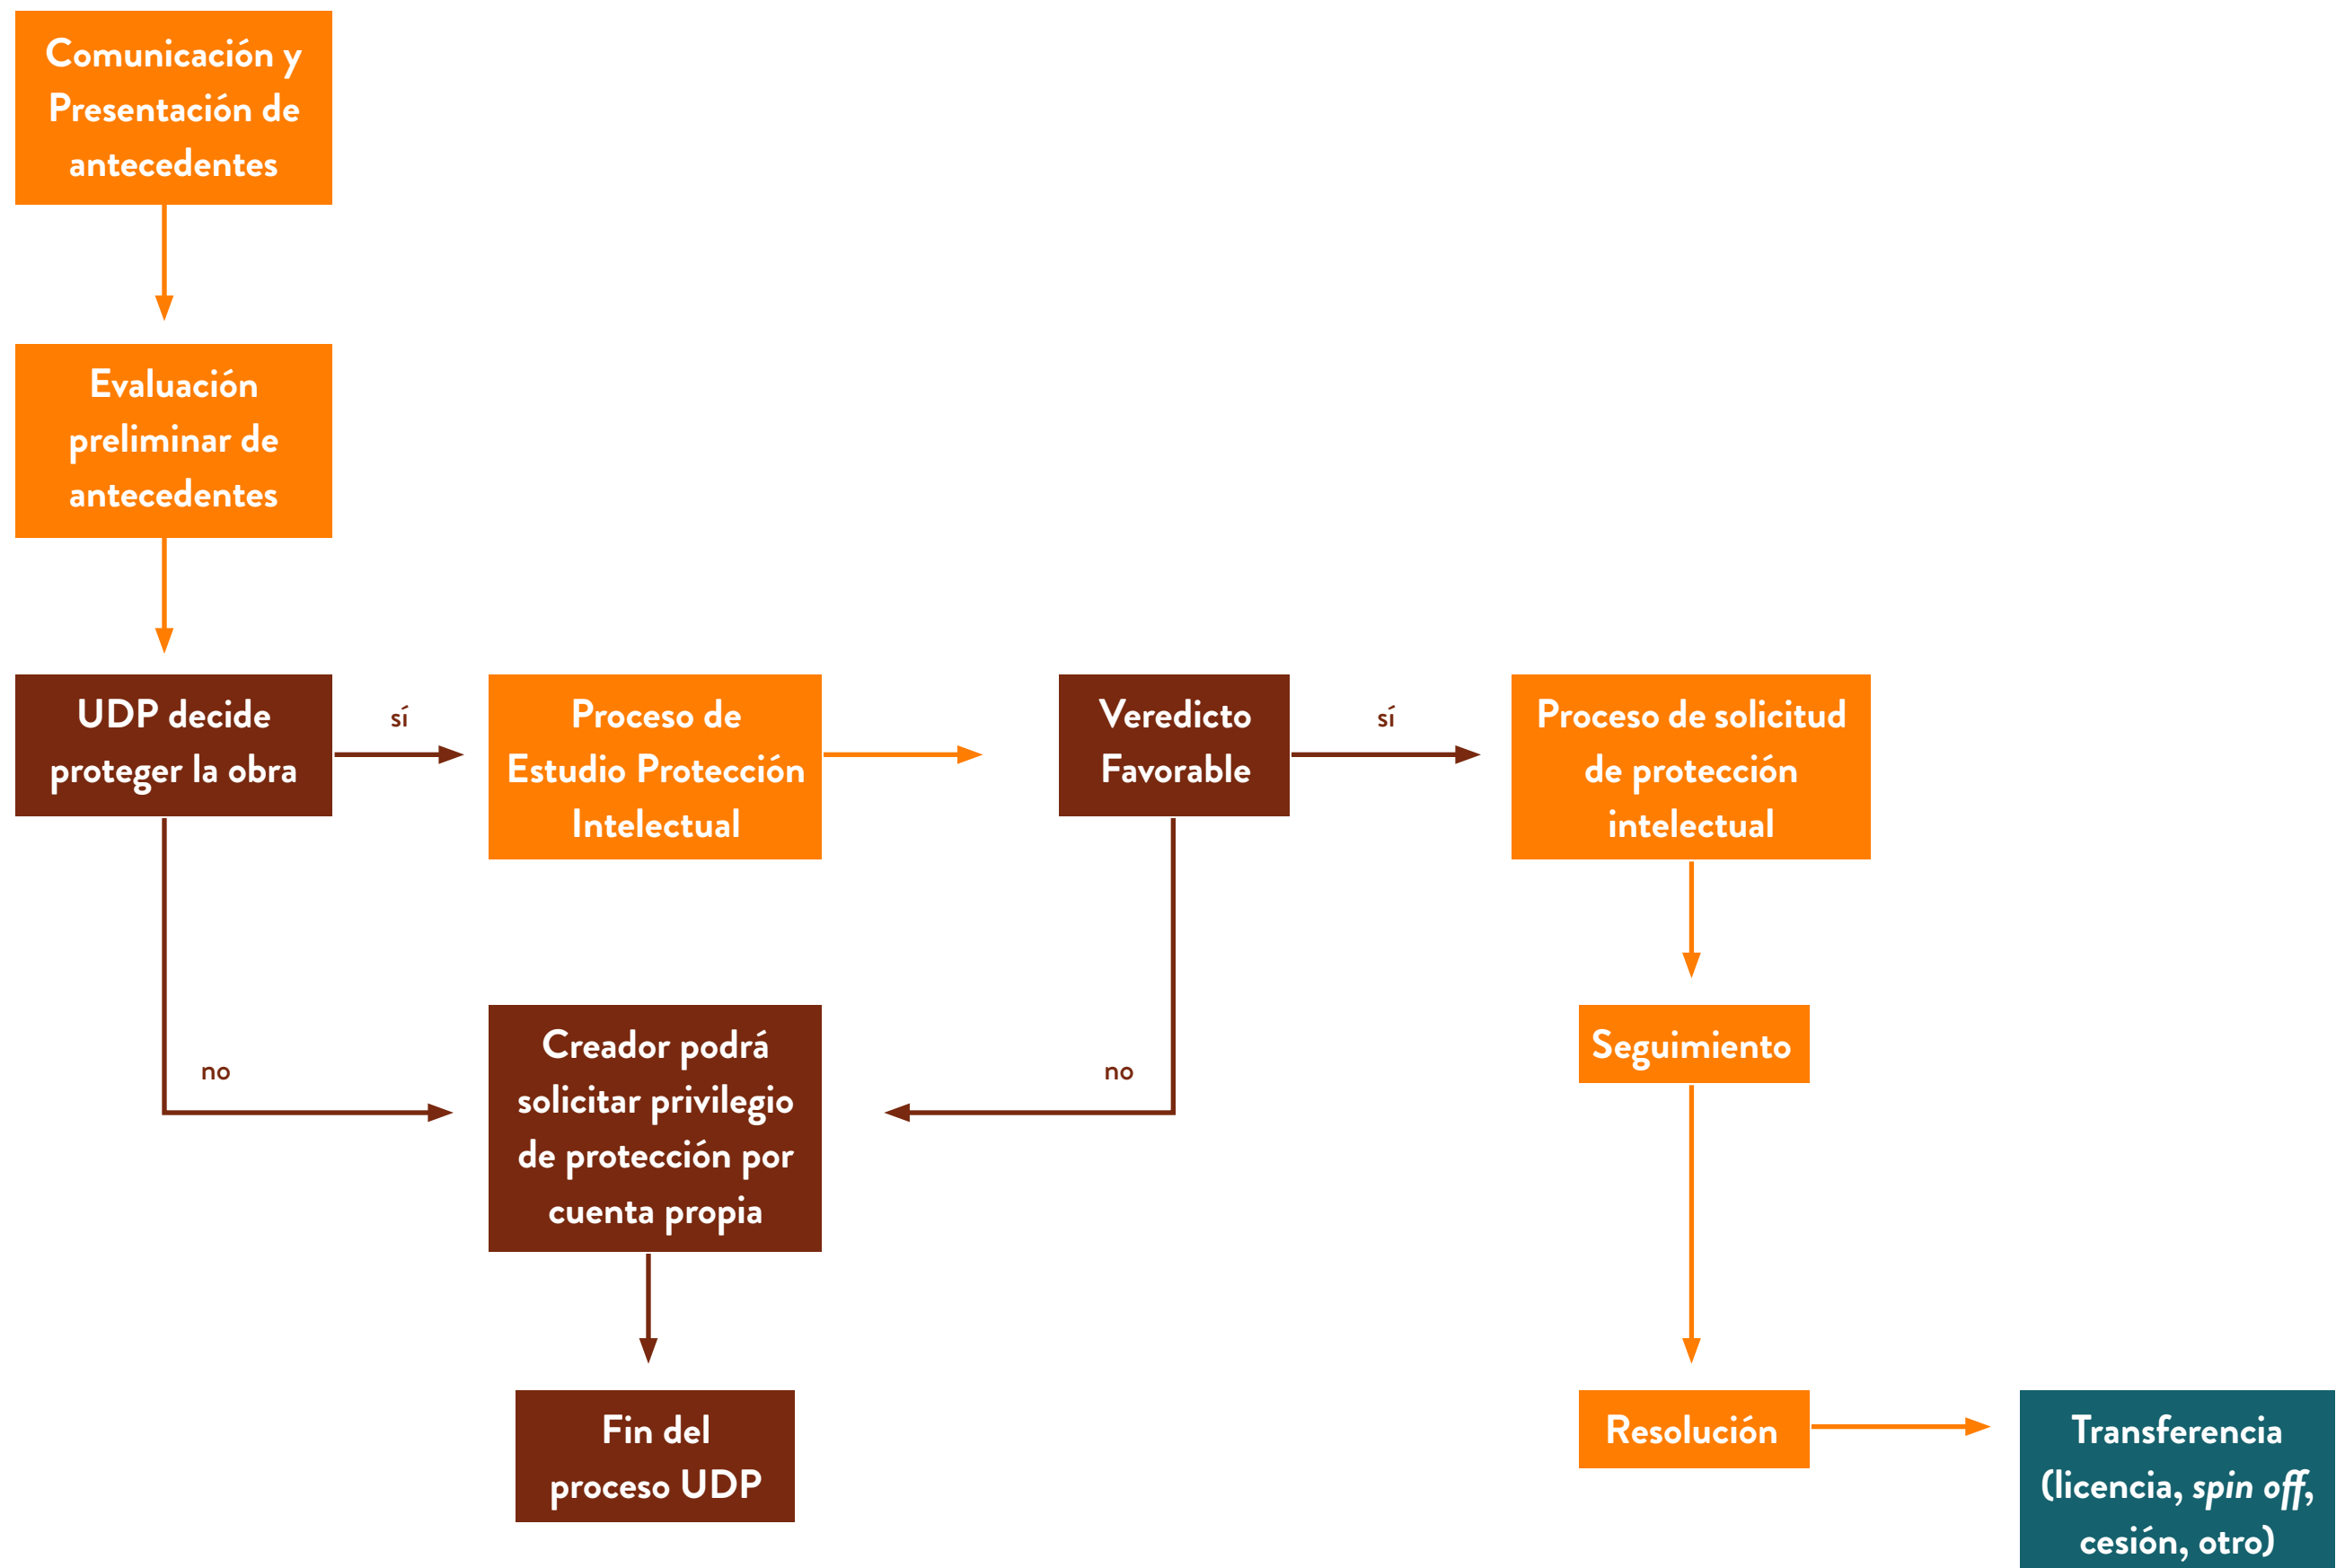 Comunicación y
Presentación de
antecedentes
Evaluación
preliminar de
antecedentes
UDP decide
proteger la obra
sí
Proceso de
Estudio Protección
Intelectual
Veredicto
Favorable
sí
Proceso de solicitud
de protección
intelectual
no
Creador podrá
solicitar privilegio
de protección por
cuenta propia
no
Seguimiento
Fin del
proceso UDP
Resolución
Transferencia
(licencia, spin off,
cesión, otro)